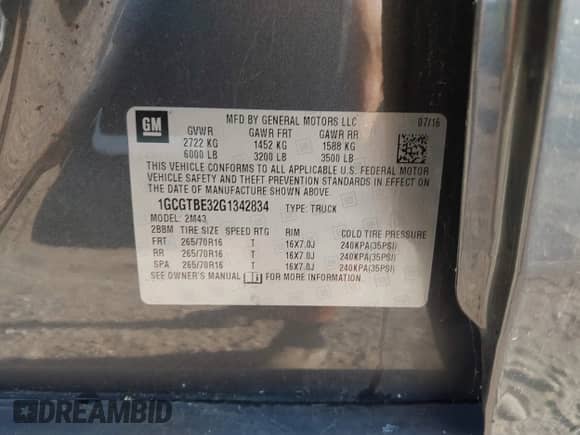 GM
MFD BY GENERAL MOTORS LLC 07/16
GVWR GAWR FRT GAWR RR
2722 KG 1452 KG 1588 KG
6000 LB 3200 LB 3500 LB
THIS VEHICLE CONFORMS TO ALL APPLICABLE U.S. FEDERAL MOTOR
VEHICLE SAFETY AND THEFT PREVENTION STANDARDS IN EFFECT ON
THE DATE OF MANUFACTURE SHOWN ABOVE.
1GCGTBE32G1342834 TYPE: TRUCK
MODEL: 2M43
2BBM TIRE SIZE SPEED RTG RIM COLD TIRE PRESSURE
FRT 265/70R16 T 16X7.0J 240KPA(35PSI)
RR 265/70R16 T 16X7.0J 240KPA(35PSI)
SPA 265/70R16 T 16X7.0J 240KPA(35PSI)
SEE OWNER'S MANUAL FOR MORE INFORMATION.
DREAMBID